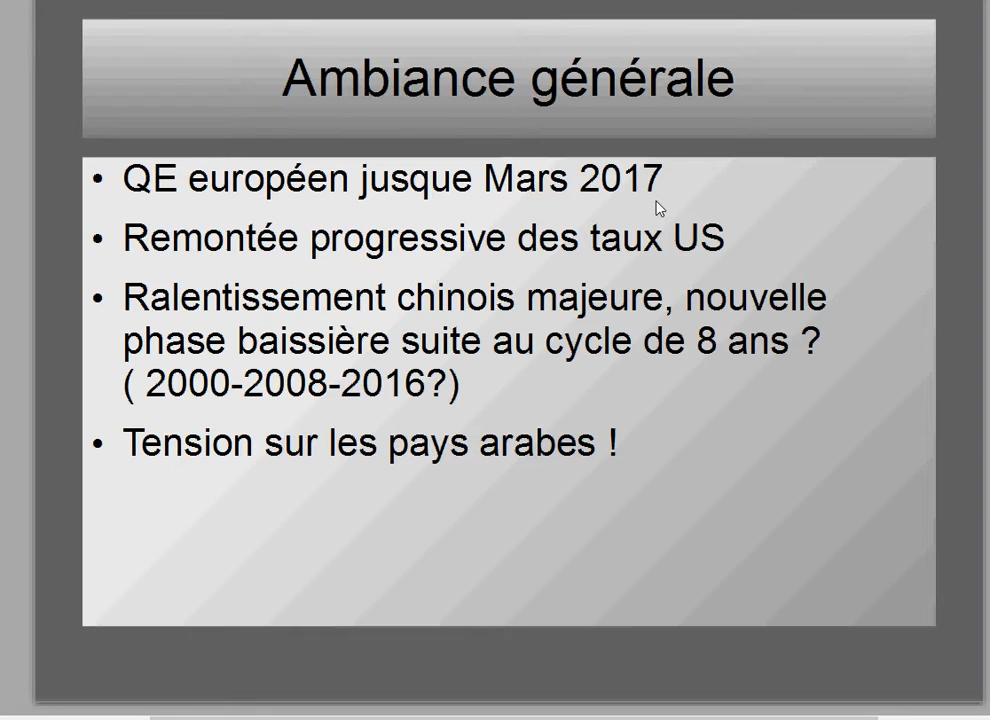 Ambiance générale
• QE européen jusque Mars 2017
• Remontée progressive des taux US
• Ralentissement chinois majeure, nouvelle
phase baissière suite au cycle de 8 ans ?
( 2000-2008-2016?)
• Tension sur les pays arabes !